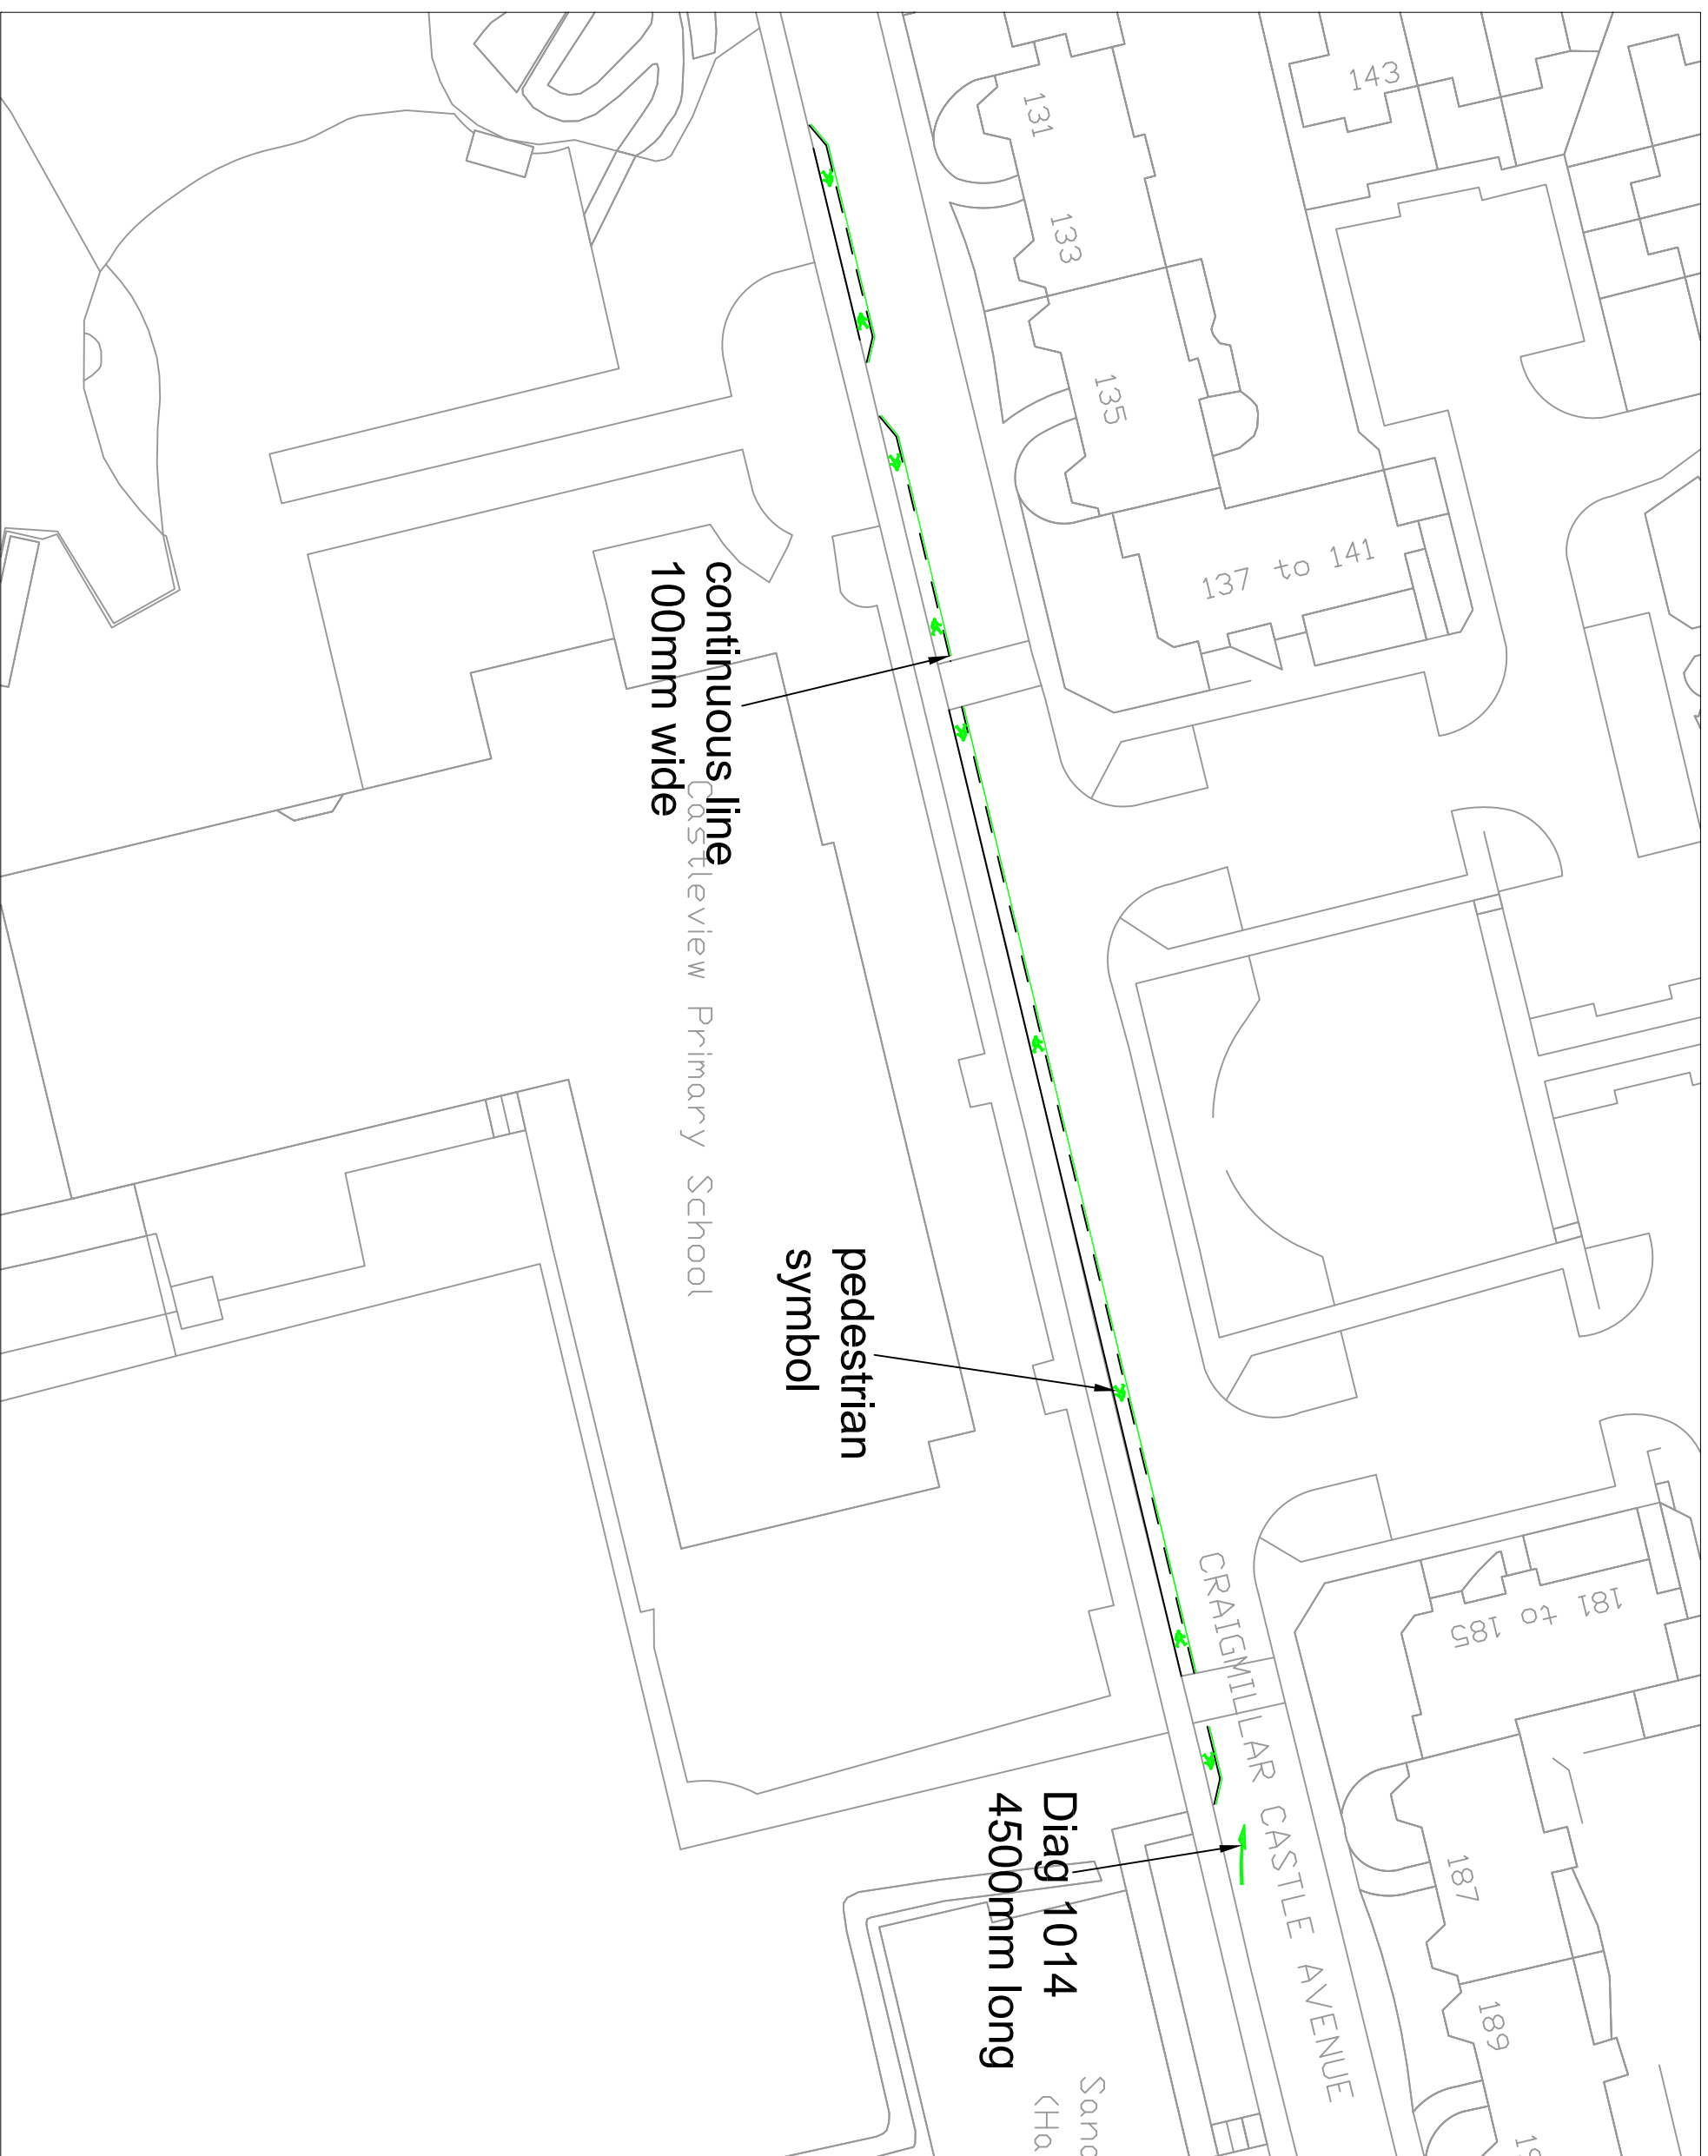 143
131
133
135
137 to 141
continuous line
100mm wide
Castleview Primary School
pedestrian
symbol
CRAIGMILLAR CASTLE AVENUE
181 to 185
187
189
Diag 1014
4500mm long